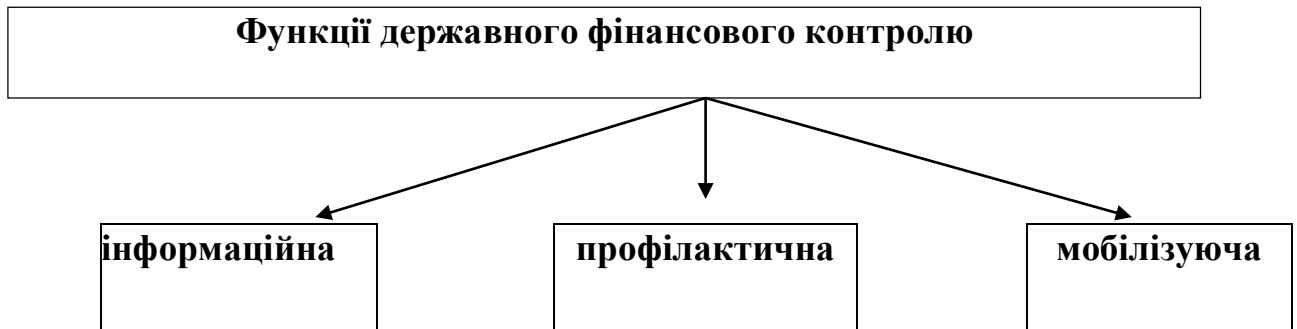 Функції державного фінансового контролю
інформаційна
профілактична
мобілізуюча